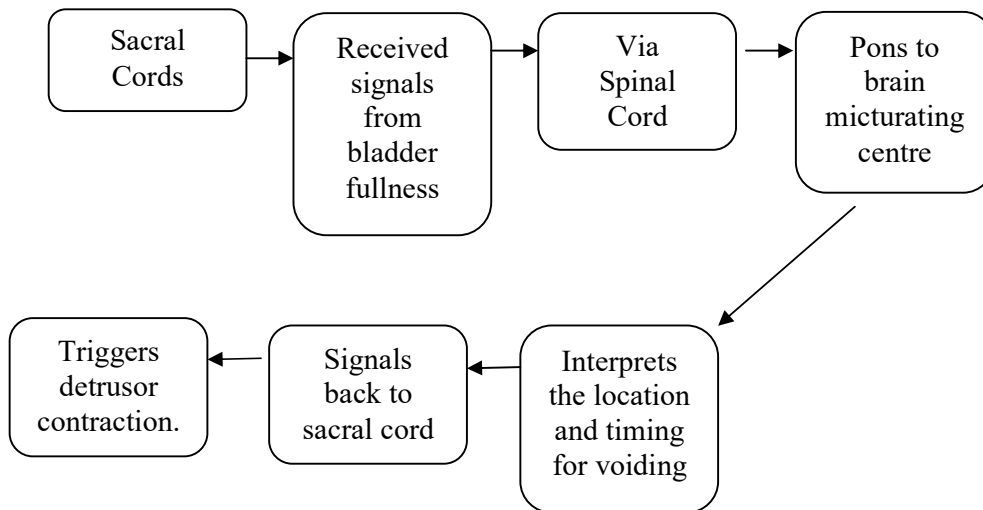 Sacral
Cords
Received
signals
from
bladder
fullness
Via
Spinal
Cord
Pons to
brain
micturating
centre
Interprets
the location
and timing
for voiding
Signals
back to
sacral cord
Triggers
detrusor
contraction.